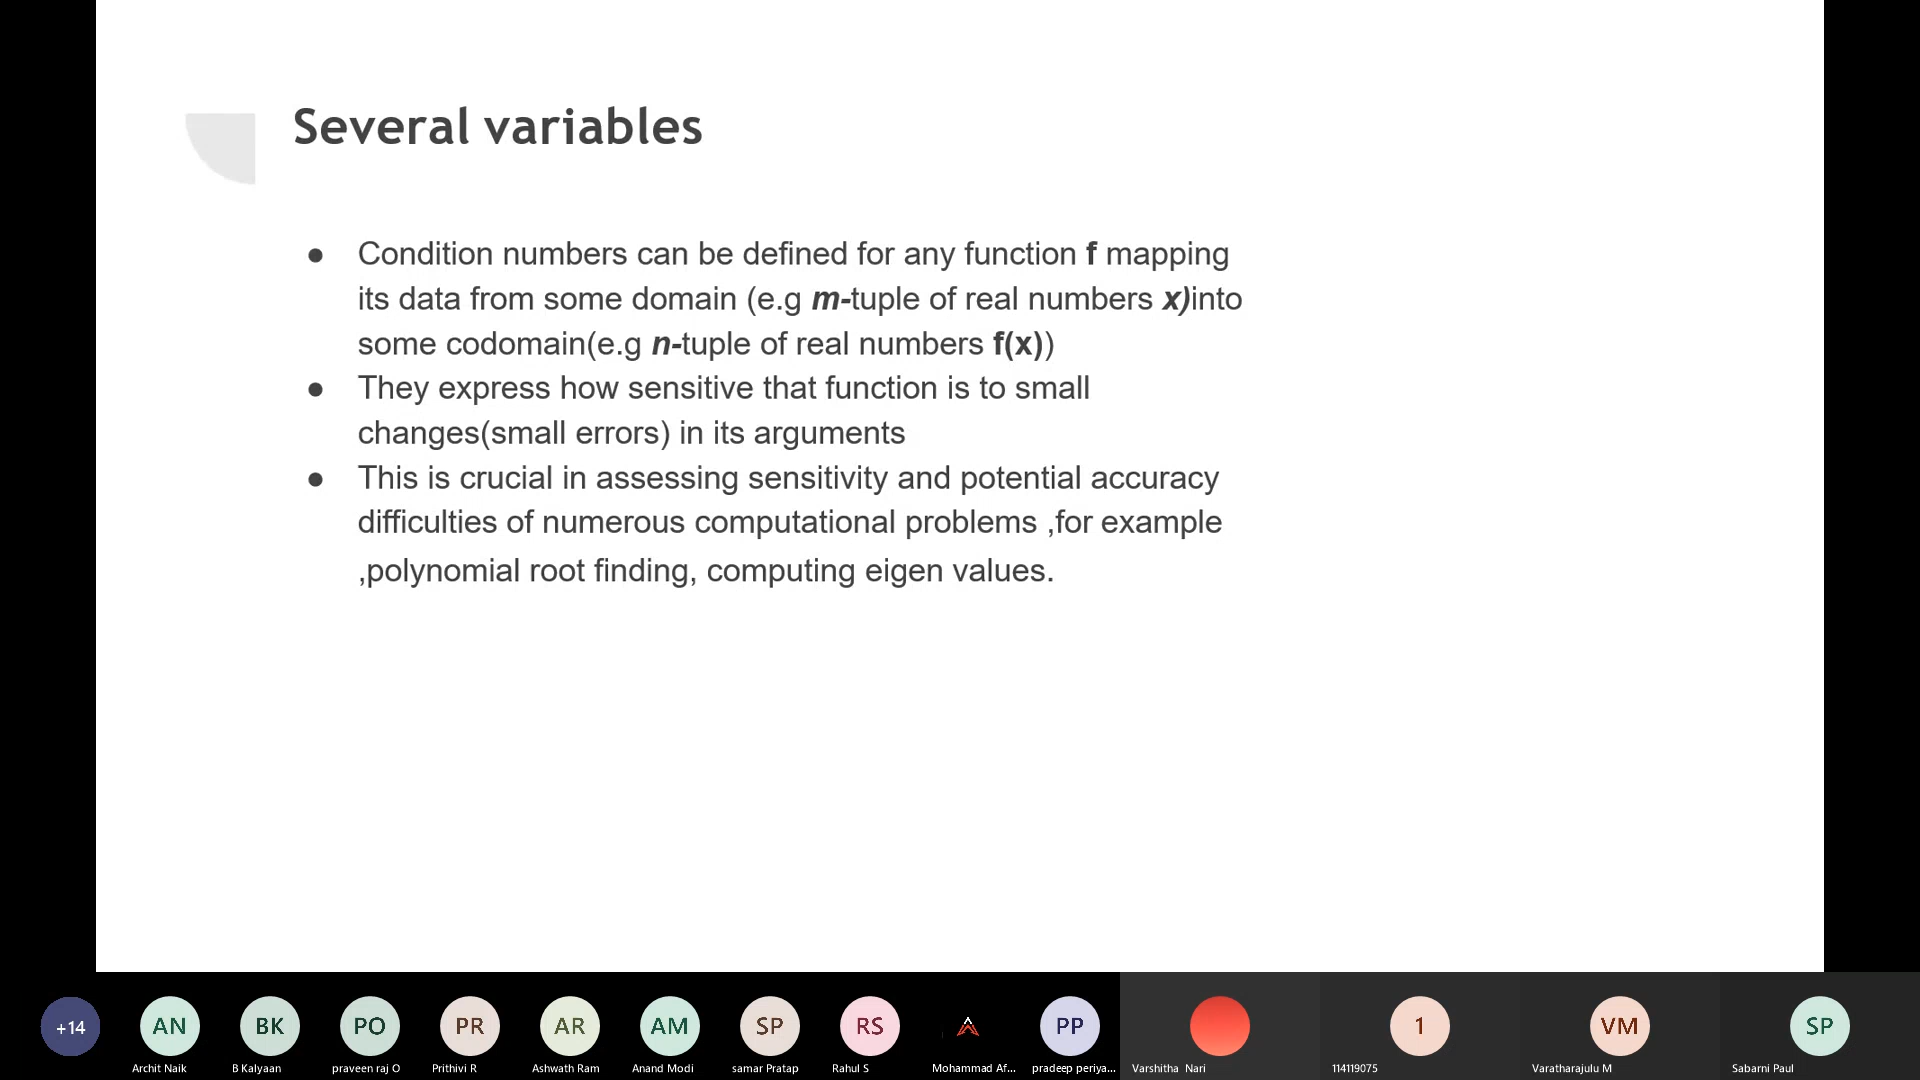 Several variables
● Condition numbers can be defined for any function f mapping
its data from some domain (e.g m-tuple of real numbers x)into
some codomain(e.g n-tuple of real numbers f(x))
● They express how sensitive that function is to small
changes(small errors) in its arguments
● This is crucial in assessing sensitivity and potential accuracy
difficulties of numerous computational problems ,for example
,polynomial root finding, computing eigen values.
+14 AN BK PO PR AR AM SP RS PP 1 VM SP
Archit Naik B Kalyaan praveen raj O Prithivi R Ashwath Ram Anand Modi samar Pratap Rahul S Mohammad Af... pradeep periya... Varshitha Nari 114119075 Varatharajulu M Sabarni Paul